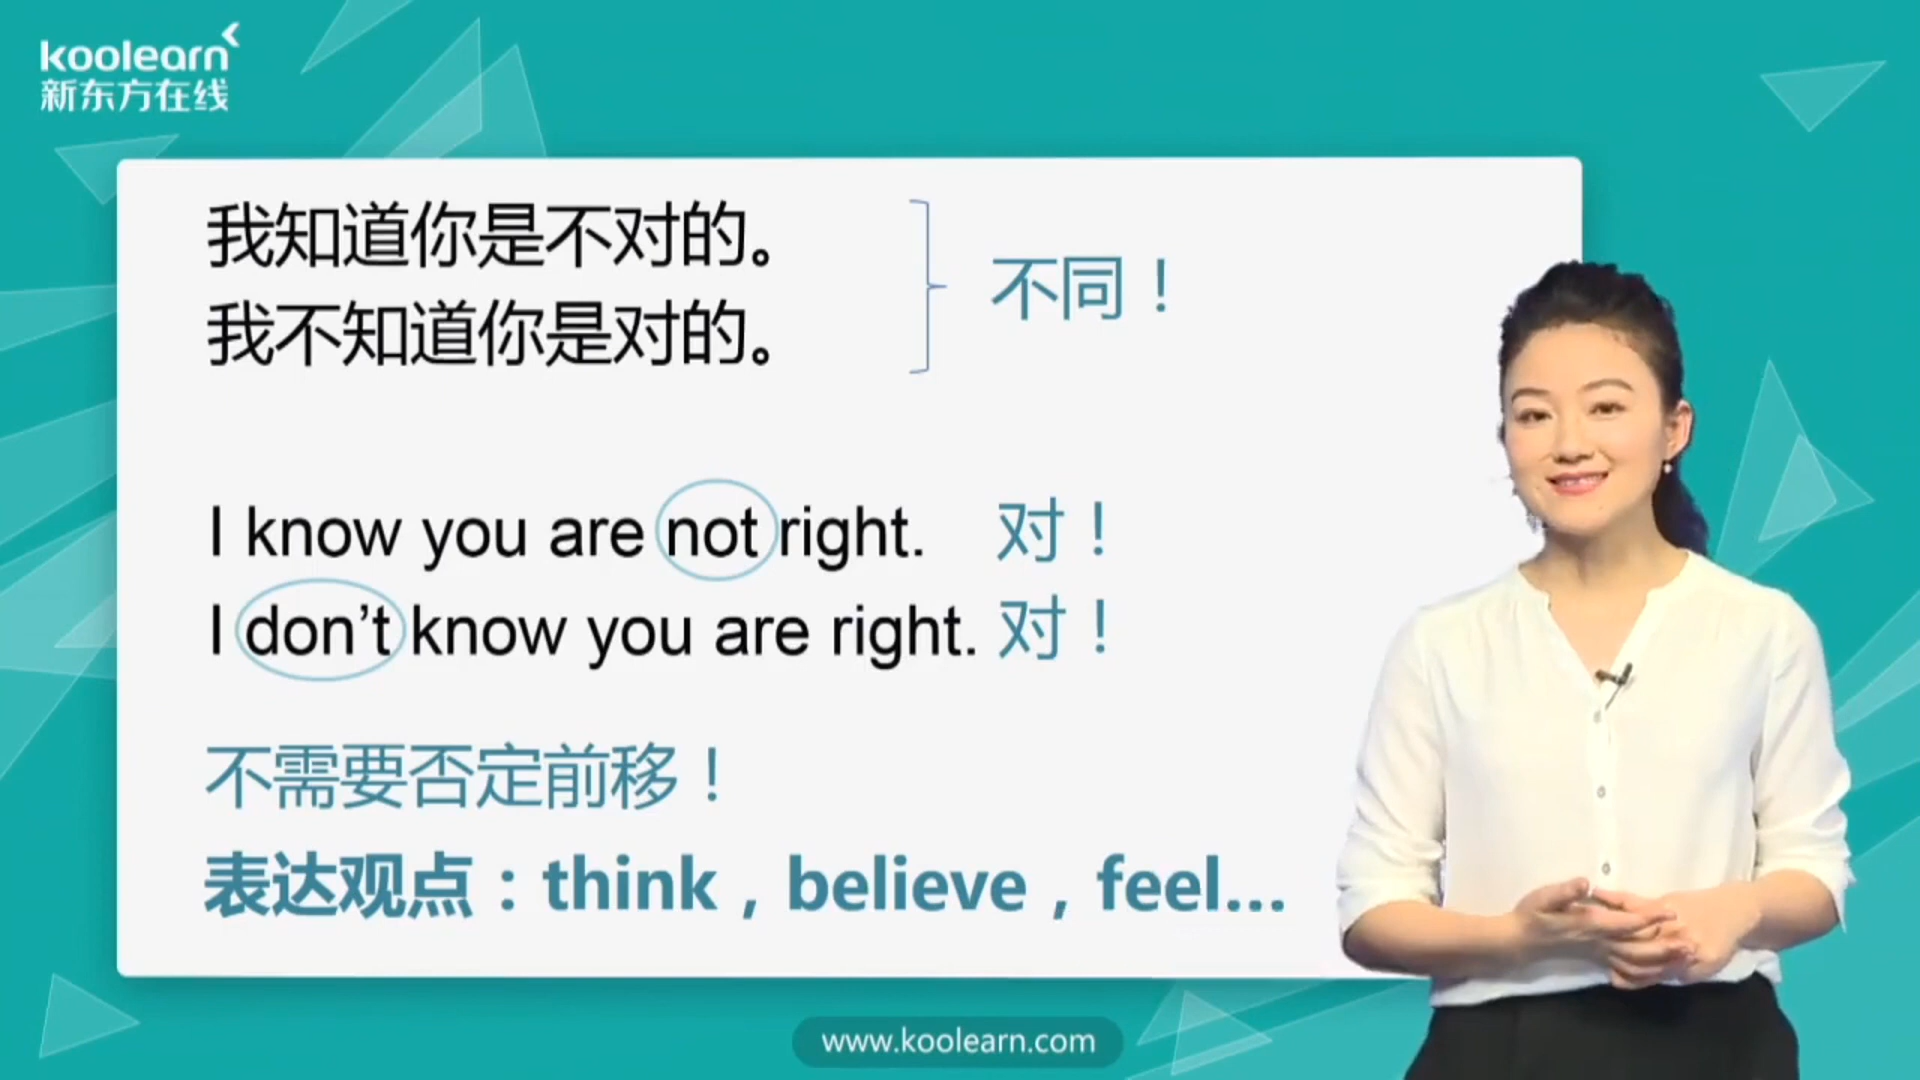 koolearn
新东方在线
我知道你是不对的。
我不知道你是对的。
不同！
I know you are not right. 对！
I don’t know you are right. 对！
不需要否定前移！
表达观点：think，believe，feel...
www.koolearn.com